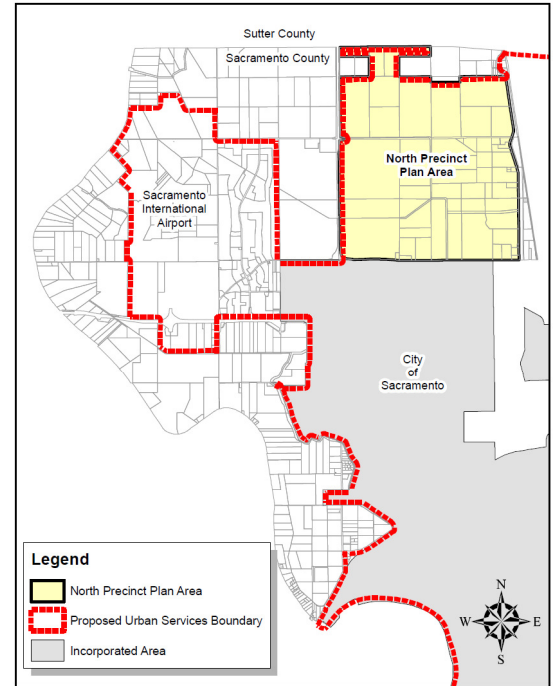 Sutter County
Sacramento County
North Precinct
Plan Area
Sacramento
International
Airport
City
of
Sacramento
Legend
North Precinct Plan Area
Proposed Urban Services Boundary
Incorporated Area
N
W
E
S